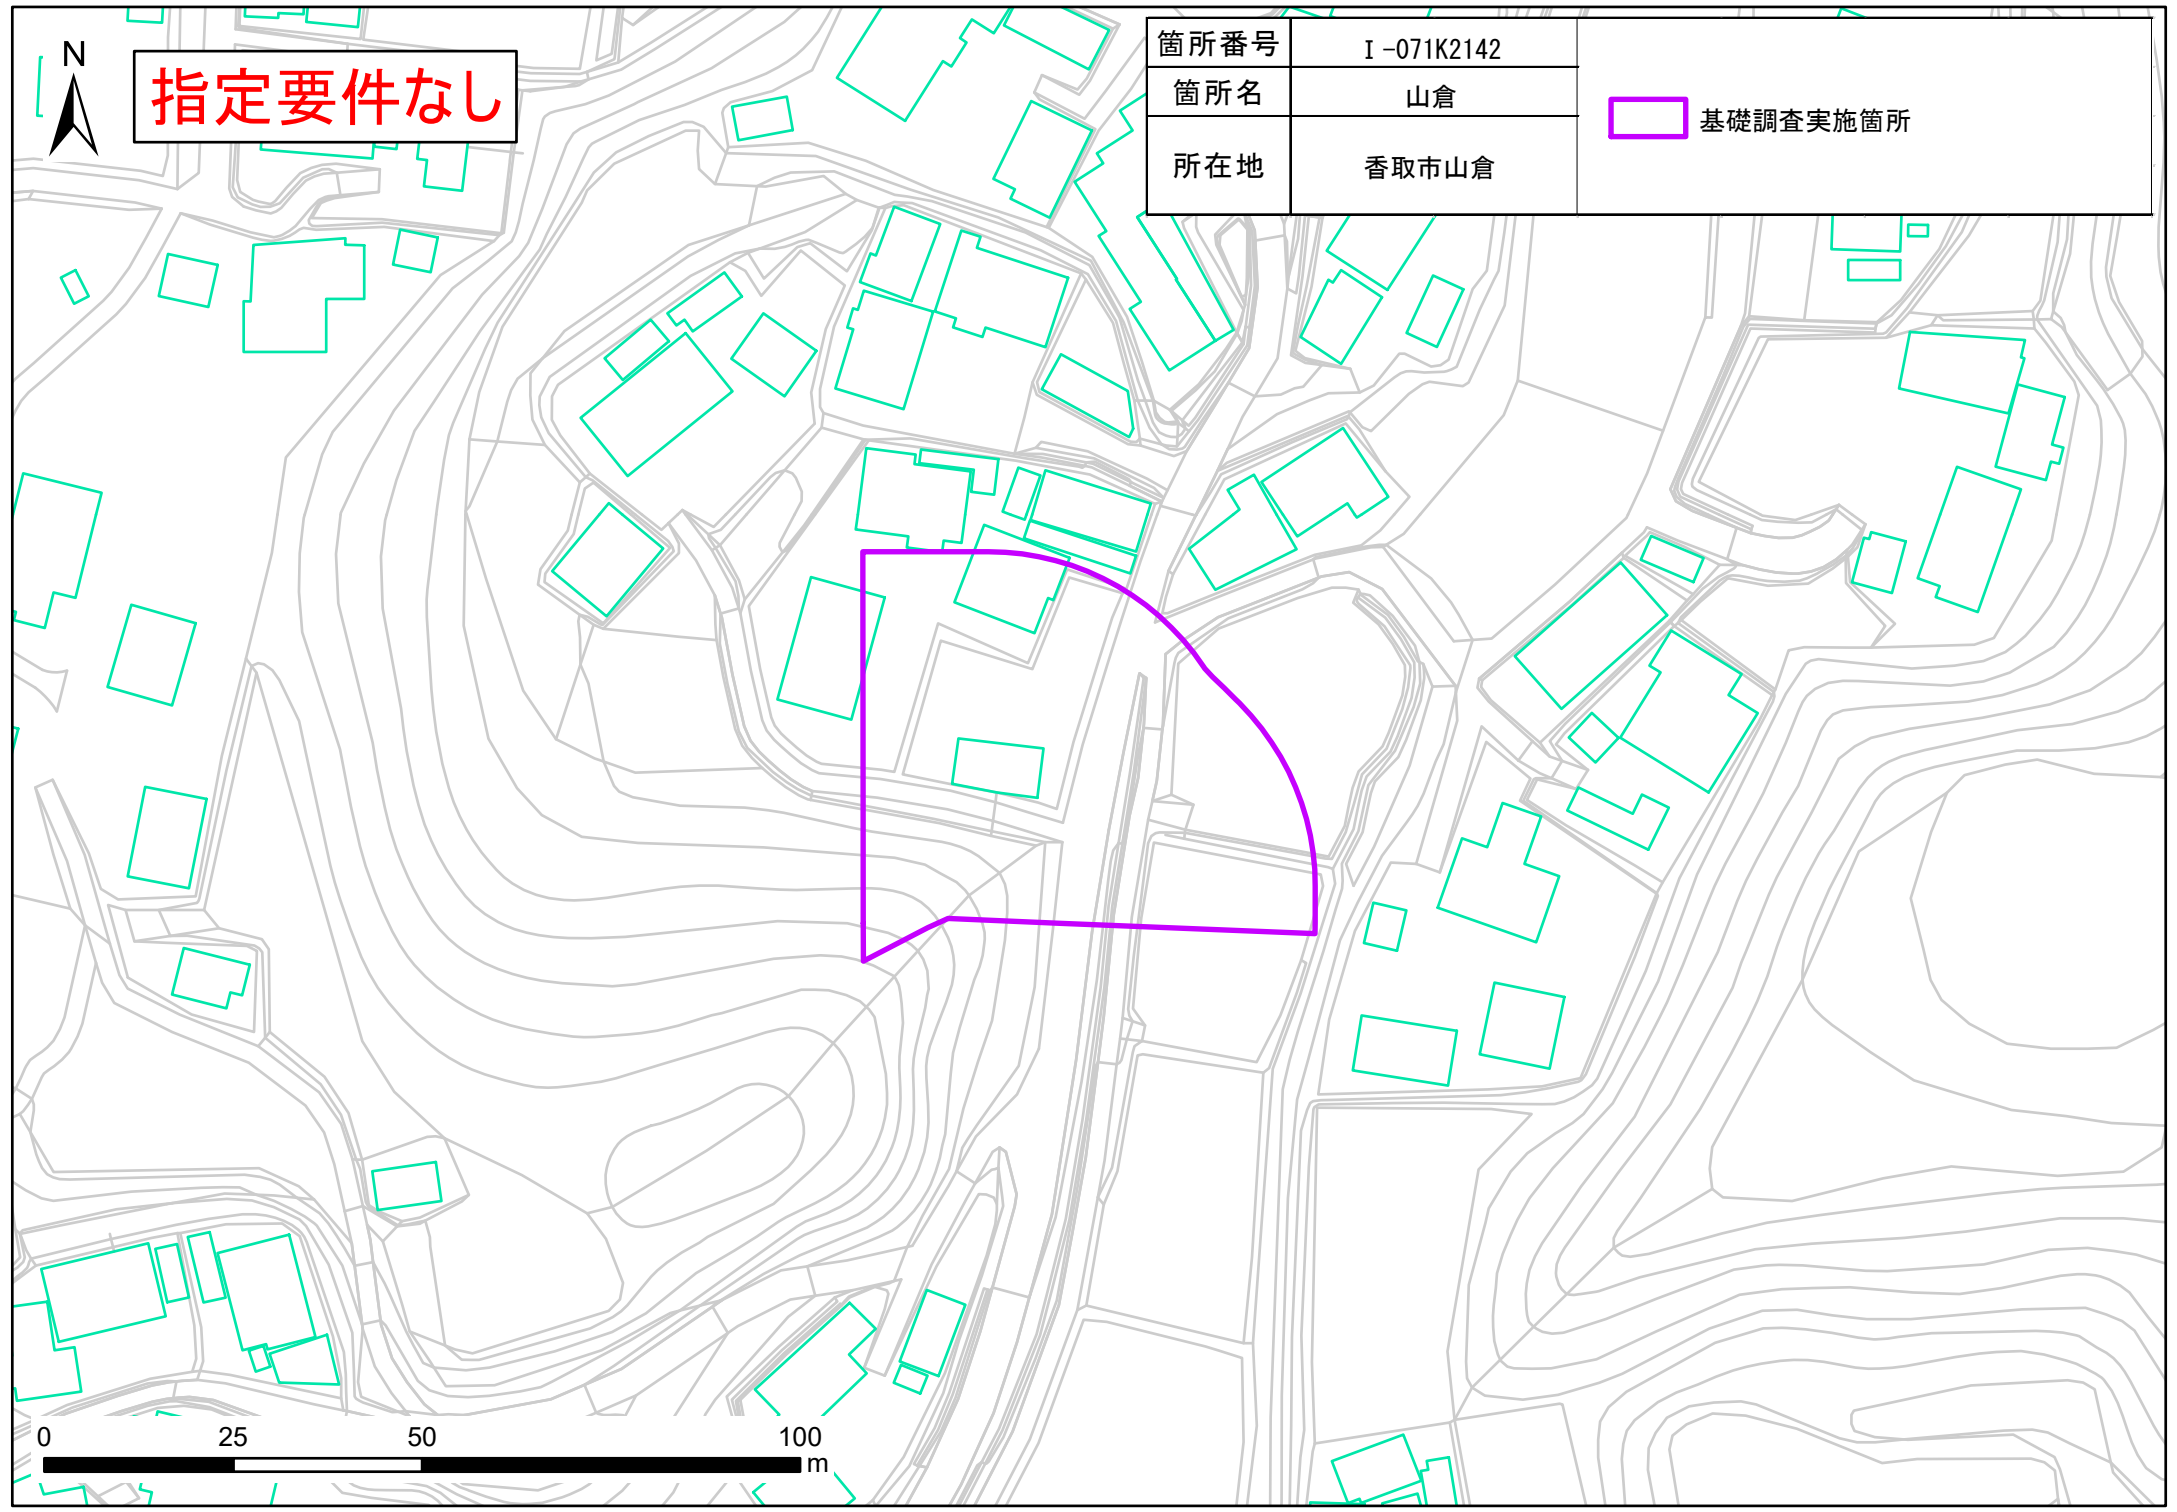 N
指定要件なし
箇所番号
Ⅰ-071K2142
箇所名
山倉
所在地
香取市山倉
基礎調査実施箇所
0 25 50 100
m